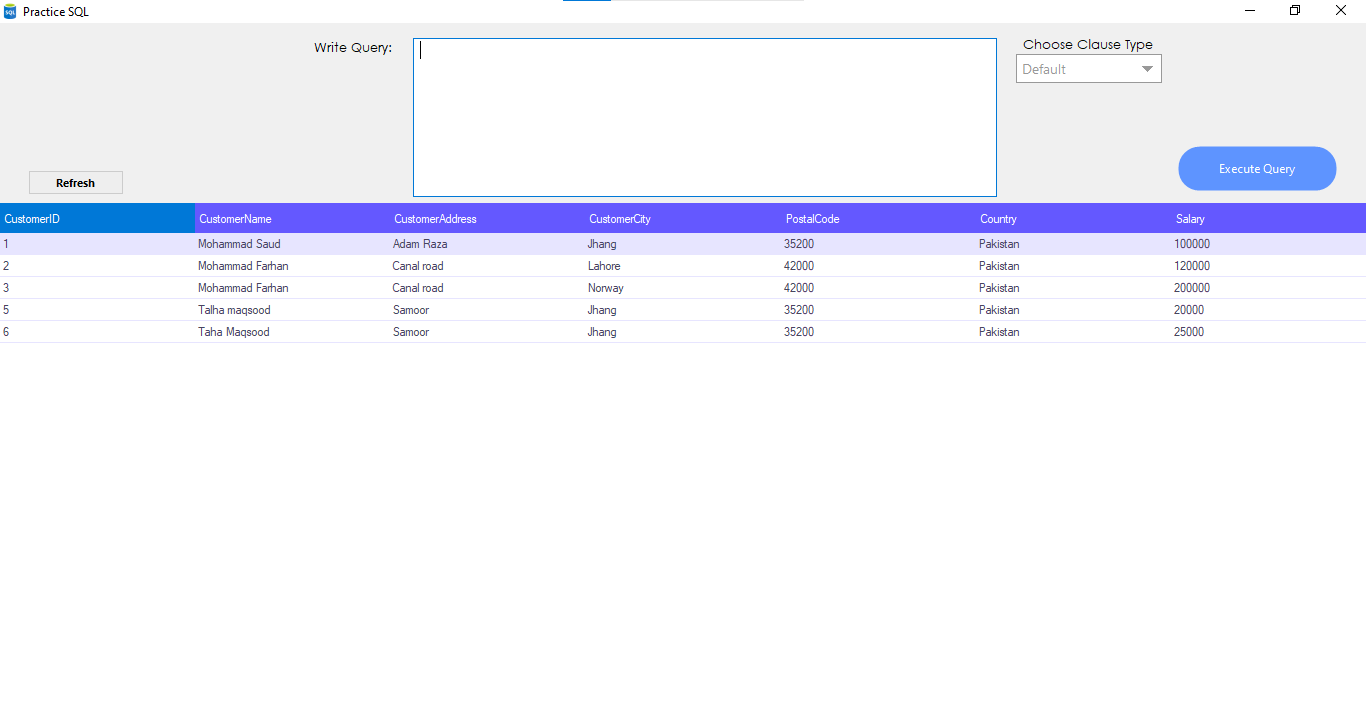 Practice SQL
Write Query:
Choose Clause Type
Default
Execute Query
Refresh
CustomerID CustomerName CustomerAddress CustomerCity PostalCode Country Salary
1 Mohammad Saud Adam Raza Jhang 35200 Pakistan 100000
2 Mohammad Farhan Canal road Lahore 42000 Pakistan 120000
3 Mohammad Farhan Canal road Norway 42000 Pakistan 200000
5 Talha maqsood Samoor Jhang 35200 Pakistan 20000
6 Taha Maqsood Samoor Jhang 35200 Pakistan 25000